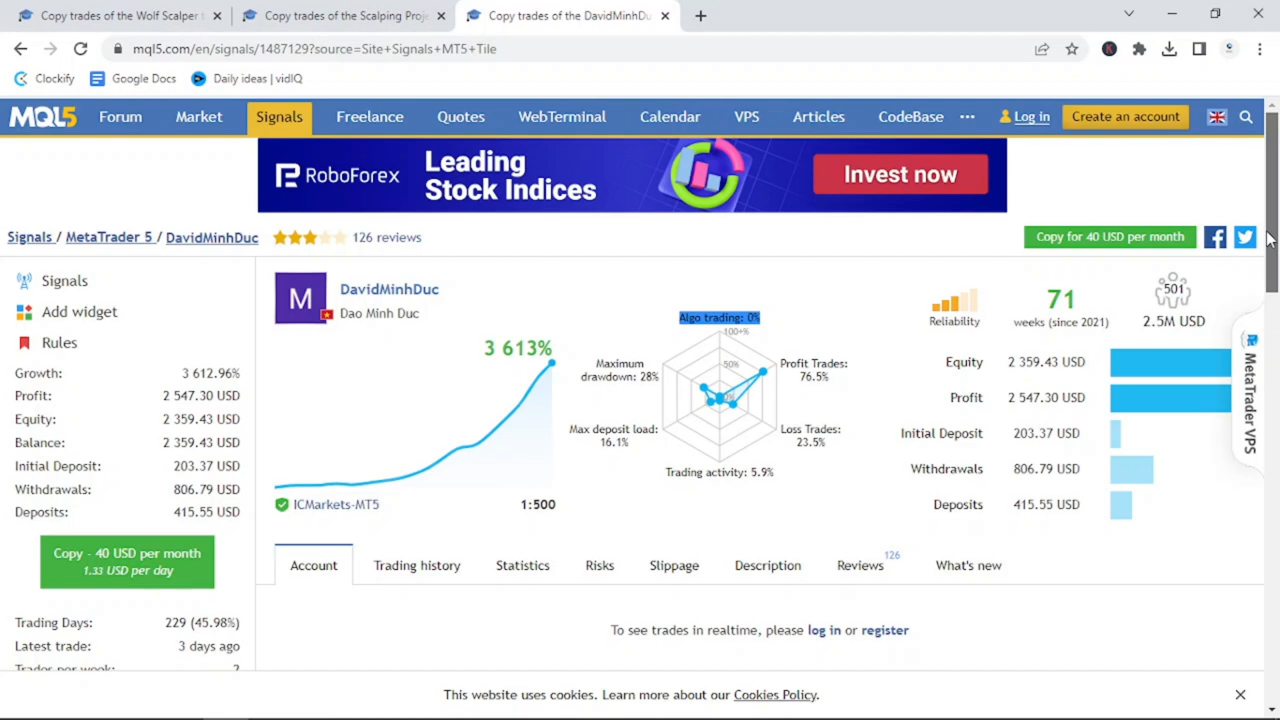 Copy trades of the Wolf Scalper
Copy trades of the Scalping Proje
Copy trades of the DavidMinhDu
mql5.com/en/signals/1487129?source=Site+Signals+MT5+Tile
Clockify
Google Docs
Daily ideas | vidIQ
MQL5
Forum
Market
Signals
Freelance
Quotes
WebTerminal
Calendar
VPS
Articles
CodeBase
Log in
Create an account
RoboForex
Leading
Stock Indices
Invest now
Signals / MetaTrader 5 / DavidMinhDuc
126 reviews
Copy for 40 USD per month
Signals
Add widget
Rules
Growth: 3 612.96%
Profit: 2 547.30 USD
Equity: 2 359.43 USD
Balance: 2 359.43 USD
Initial Deposit: 203.37 USD
Withdrawals: 806.79 USD
Deposits: 415.55 USD
Copy - 40 USD per month
1.33 USD per day
Trading Days: 229 (45.98%)
Latest trade: 3 days ago
Trades per week: 2
M
DavidMinhDuc
Dao Minh Duc
3 613%
ICMarkets-MT5
1:500
Algo trading: 0%
100+%
50%
Maximum
drawdown: 28%
Profit Trades:
76.5%
Max deposit load:
16.1%
Loss Trades:
23.5%
Trading activity: 5.9%
Reliability
71
weeks (since 2021)
501
2.5M USD
Equity 2 359.43 USD
Profit 2 547.30 USD
Initial Deposit 203.37 USD
Withdrawals 806.79 USD
Deposits 415.55 USD
MetaTrader VPS
Account
Trading history
Statistics
Risks
Slippage
Description
Reviews
126
What's new
To see trades in realtime, please log in or register
This website uses cookies. Learn more about our Cookies Policy.